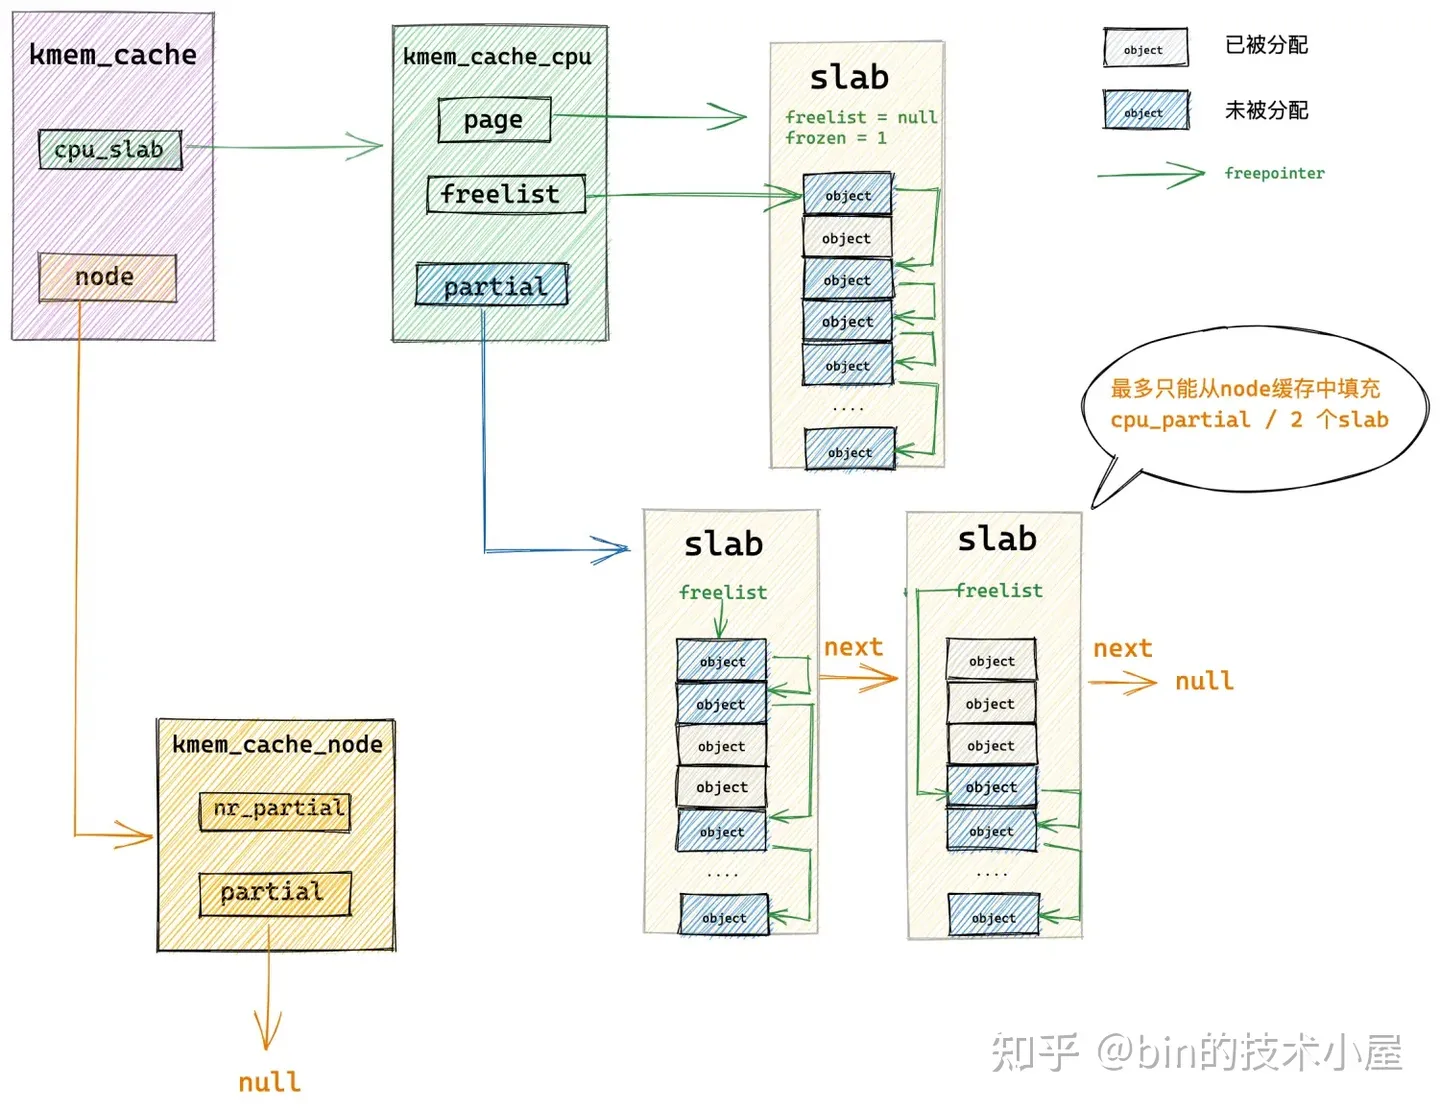 kmem_cache
cpu_slab
node
kmem_cache_cpu
page
freelist
partial
slab
freelist = null
frozen = 1
object
object
object
object
object
....
object
object
已被分配
object
未被分配
freepointer
最多只能从node缓存中填充
cpu_partial / 2 个slab
slab
freelist
object
object
object
object
object
....
object
next
slab
freelist
object
object
object
object
object
....
object
next
null
kmem_cache_node
nr_partial
partial
null
知乎 @bin的技术小屋